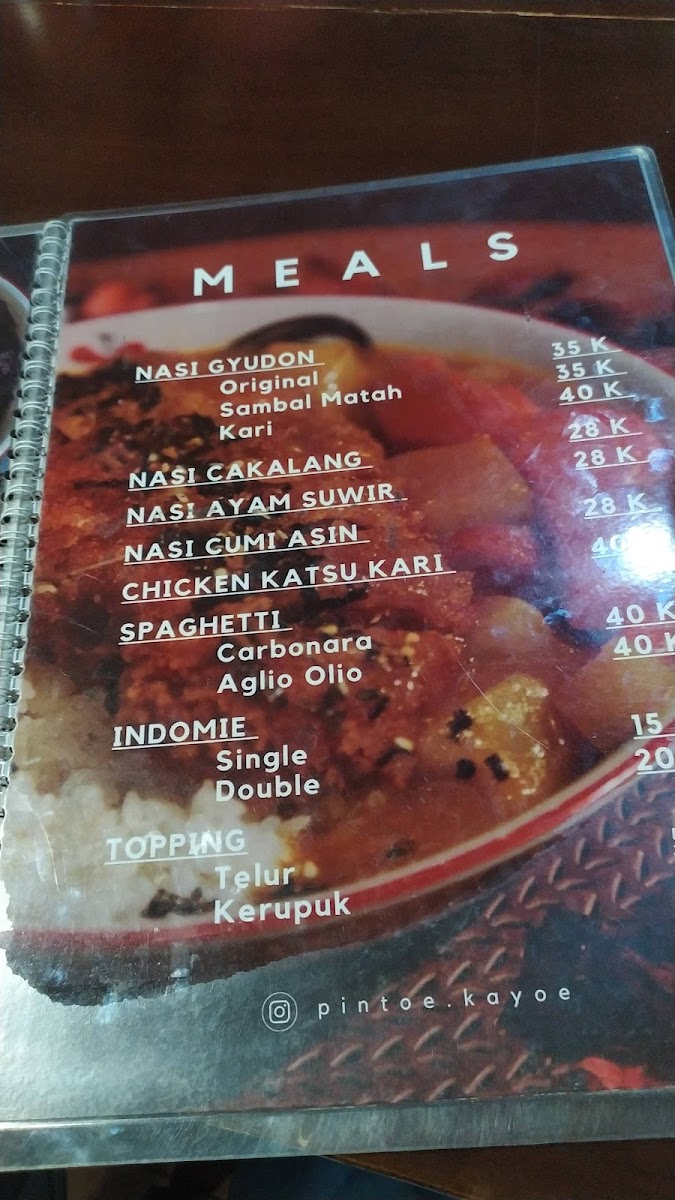 MEALS
NASI GYUDON
Original 35 K
Sambal Matah 35 K
Kari 40 K
NASI CAKALANG 28 K
NASI AYAM SUWIR 28 K
NASI CUMI ASIN 28 K
CHICKEN KATSU KARI 40
SPAGHETTI
Carbonara 40 K
Aglio Olio 40 K
INDOMIE
Single 15
Double 20
TOPPING
Telur
Kerupuk
pintoe.kayoe